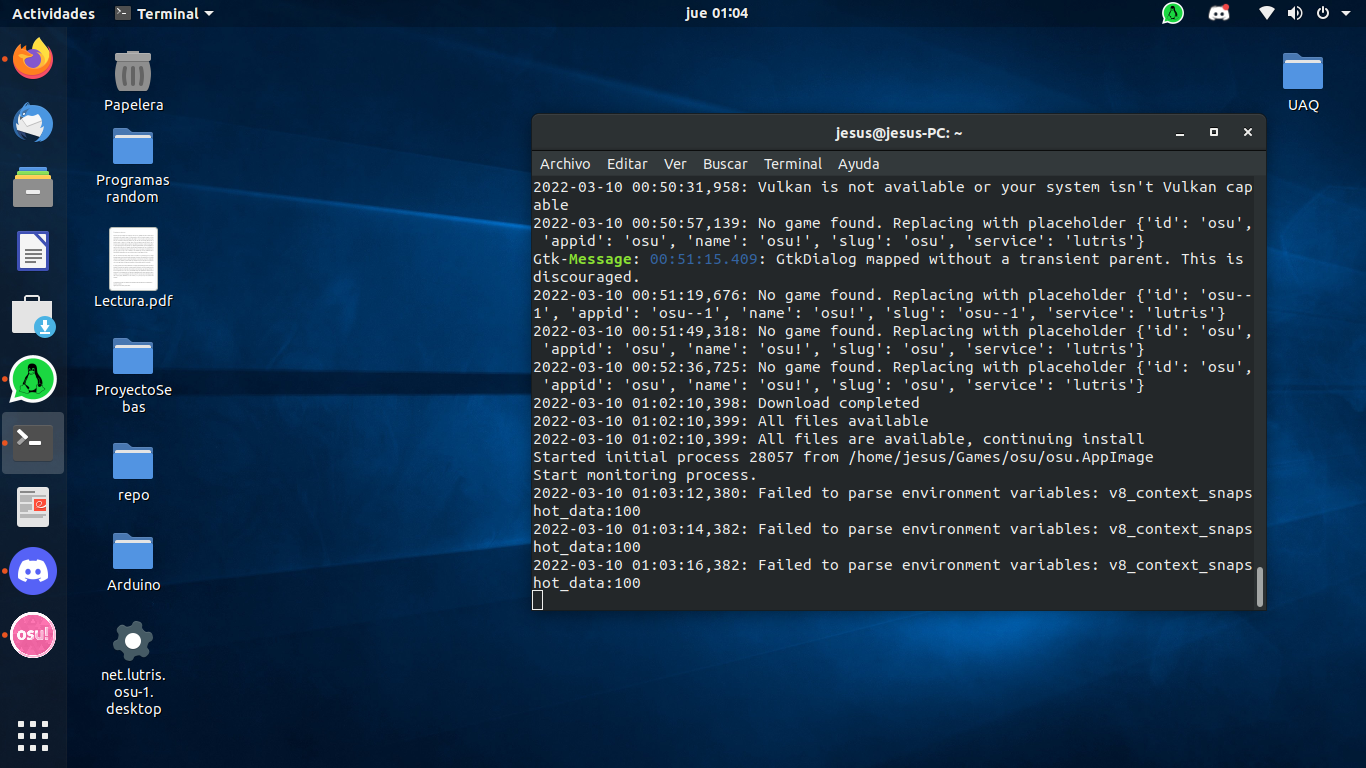 Actividades
Terminal
jue 01:04
Papelera
Programas
random
Lectura.pdf
ProyectoSe
bas
repo
Arduino
net.lutris.
osu-1.
desktop
UAQ
osu!
jesus@jesus-PC: ~
Archivo Editar Ver Buscar Terminal Ayuda
2022-03-10 00:50:31,958: Vulkan is not available or your system isn't Vulkan cap
able
2022-03-10 00:50:57,139: No game found. Replacing with placeholder {'id': 'osu',
 'appid': 'osu', 'name': 'osu!', 'slug': 'osu', 'service': 'lutris'}
Gtk-Message: 00:51:15.409: GtkDialog mapped without a transient parent. This is
discouraged.
2022-03-10 00:51:19,676: No game found. Replacing with placeholder {'id': 'osu--
1', 'appid': 'osu--1', 'name': 'osu!', 'slug': 'osu--1', 'service': 'lutris'}
2022-03-10 00:51:49,318: No game found. Replacing with placeholder {'id': 'osu',
 'appid': 'osu', 'name': 'osu!', 'slug': 'osu', 'service': 'lutris'}
2022-03-10 00:52:36,725: No game found. Replacing with placeholder {'id': 'osu',
 'appid': 'osu', 'name': 'osu!', 'slug': 'osu', 'service': 'lutris'}
2022-03-10 01:02:10,398: Download completed
2022-03-10 01:02:10,399: All files available
2022-03-10 01:02:10,399: All files are available, continuing install
Started initial process 28057 from /home/jesus/Games/osu/osu.AppImage
Start monitoring process.
2022-03-10 01:03:12,380: Failed to parse environment variables: v8_context_snaps
hot_data:100
2022-03-10 01:03:14,382: Failed to parse environment variables: v8_context_snaps
hot_data:100
2022-03-10 01:03:16,382: Failed to parse environment variables: v8_context_snaps
hot_data:100